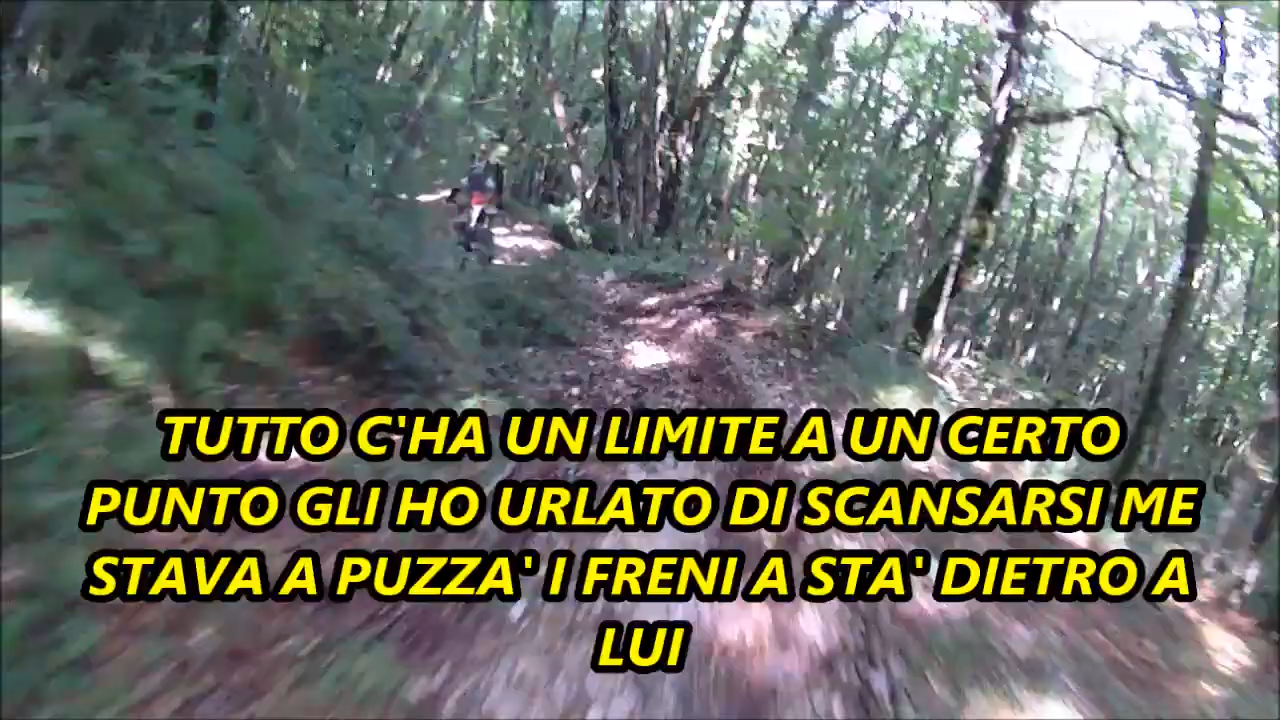 TUTTO C'HA UN LIMITE A UN CERTO
PUNTO GLI HO URLATO DI SCANSARSI ME
STAVA A PUZZA' I FRENI A STA' DIETRO A
LUI